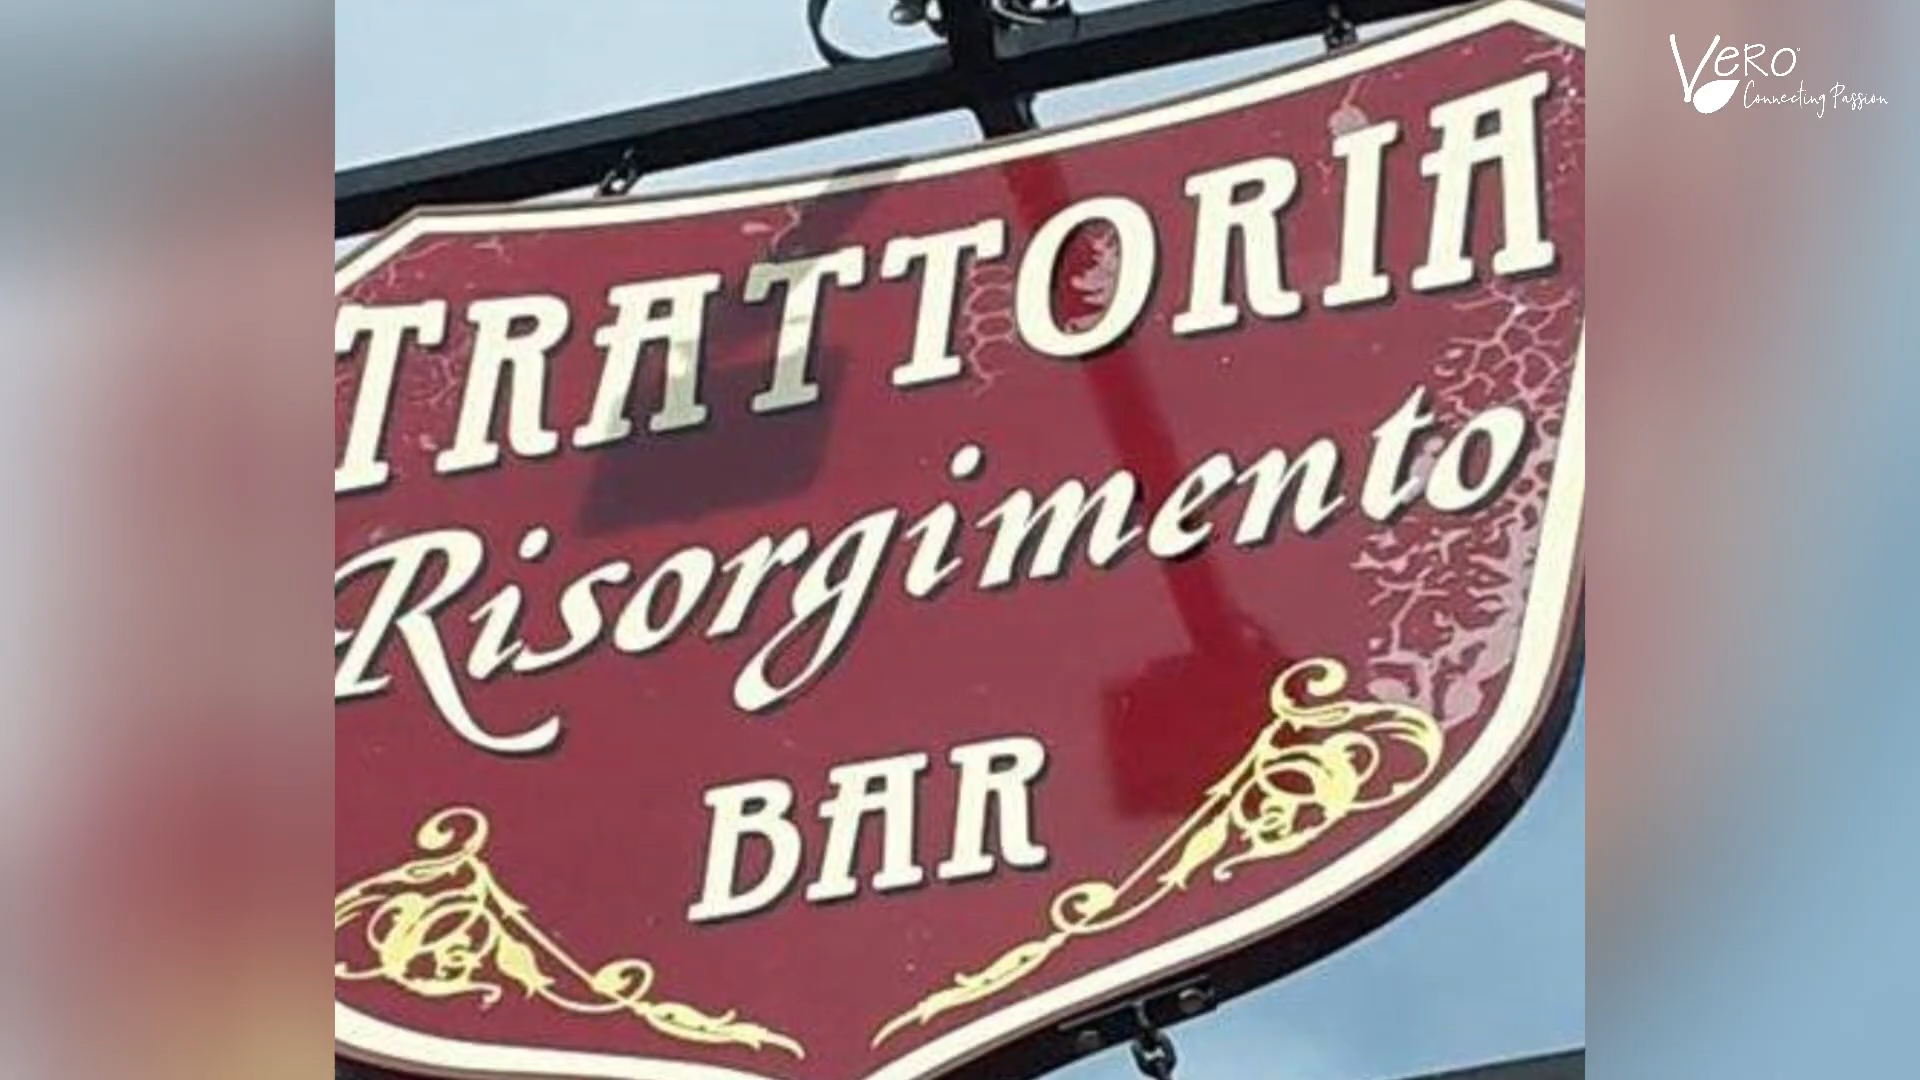 VERO
Connecting Passion
TRATTORIA
Risorgimento
BAR